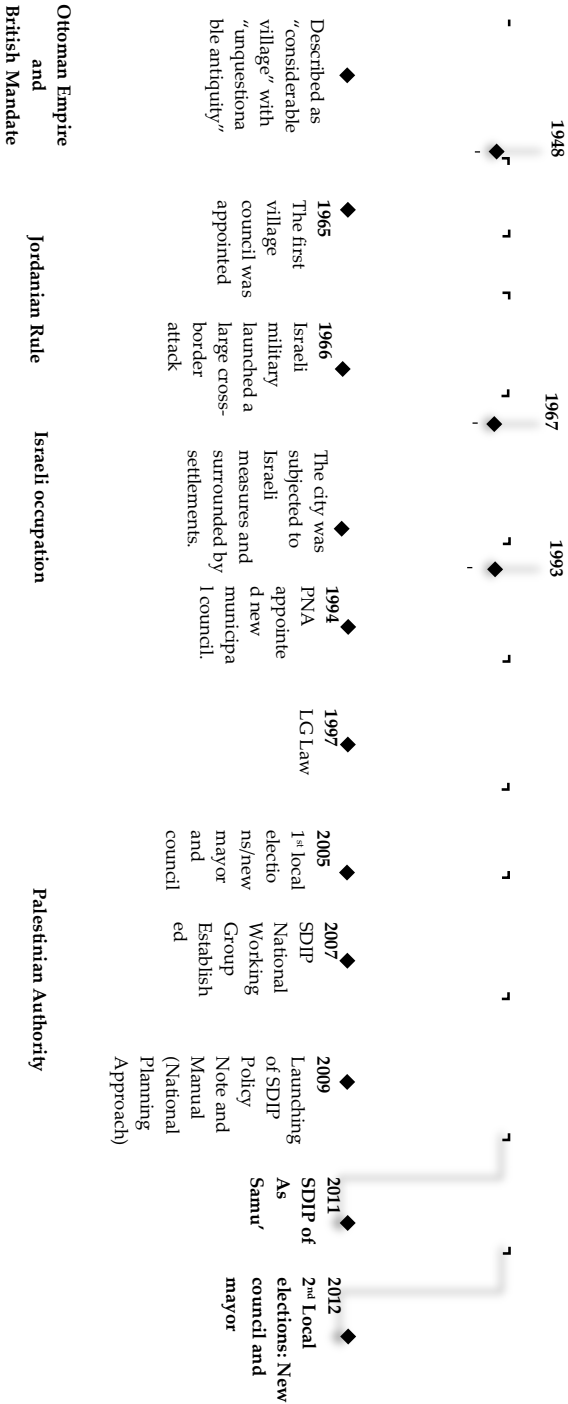 1948
1967
1993
Described as
“considerable
village” with
“unquestiona
ble antiquity”
1965
The first
village
council was
appointed
1966
Israeli
military
launched a
large cross-
border
attack
The city was
subjected to
Israeli
measures and
surrounded by
settlements.
1994
PNA
appointe
d new
municipa
l council.
1997
LG Law
2005
1st local
electio
ns/new
mayor
and
council
2007
SDIP
National
Working
Group
Establish
ed
2009
Launching
of SDIP
Policy
Note and
Manual
(National
Planning
Approach)
2011
SDIP of
As
Samu’
2012
2nd Local
elections: New
council and
mayor
Ottoman Empire
and
British Mandate
Jordanian Rule
Israeli occupation
Palestinian Authority